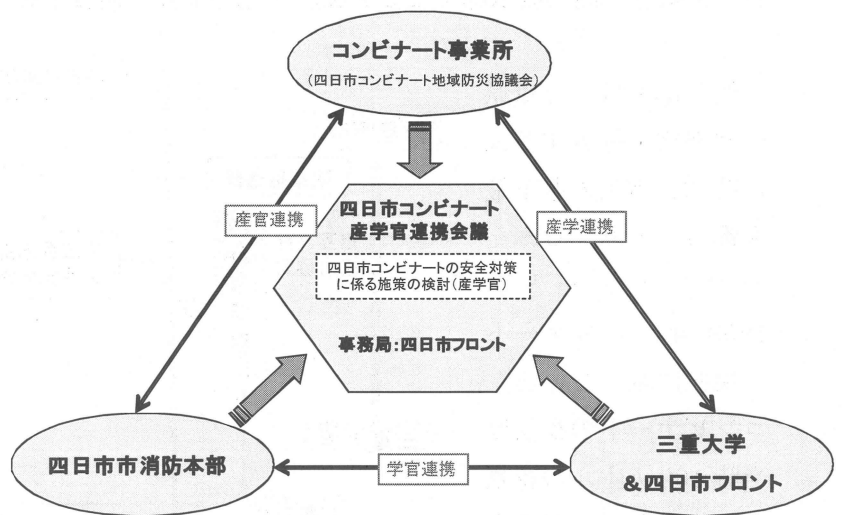 コンビナート事業所
(四日市コンビナート地域防災協議会)
四日市コンビナート
産学官連携会議
産官連携
産学連携
四日市コンビナートの安全対策
に係る施策の検討(産学官)
事務局:四日市フロント
四日市市消防本部
学官連携
三重大学
&四日市フロント